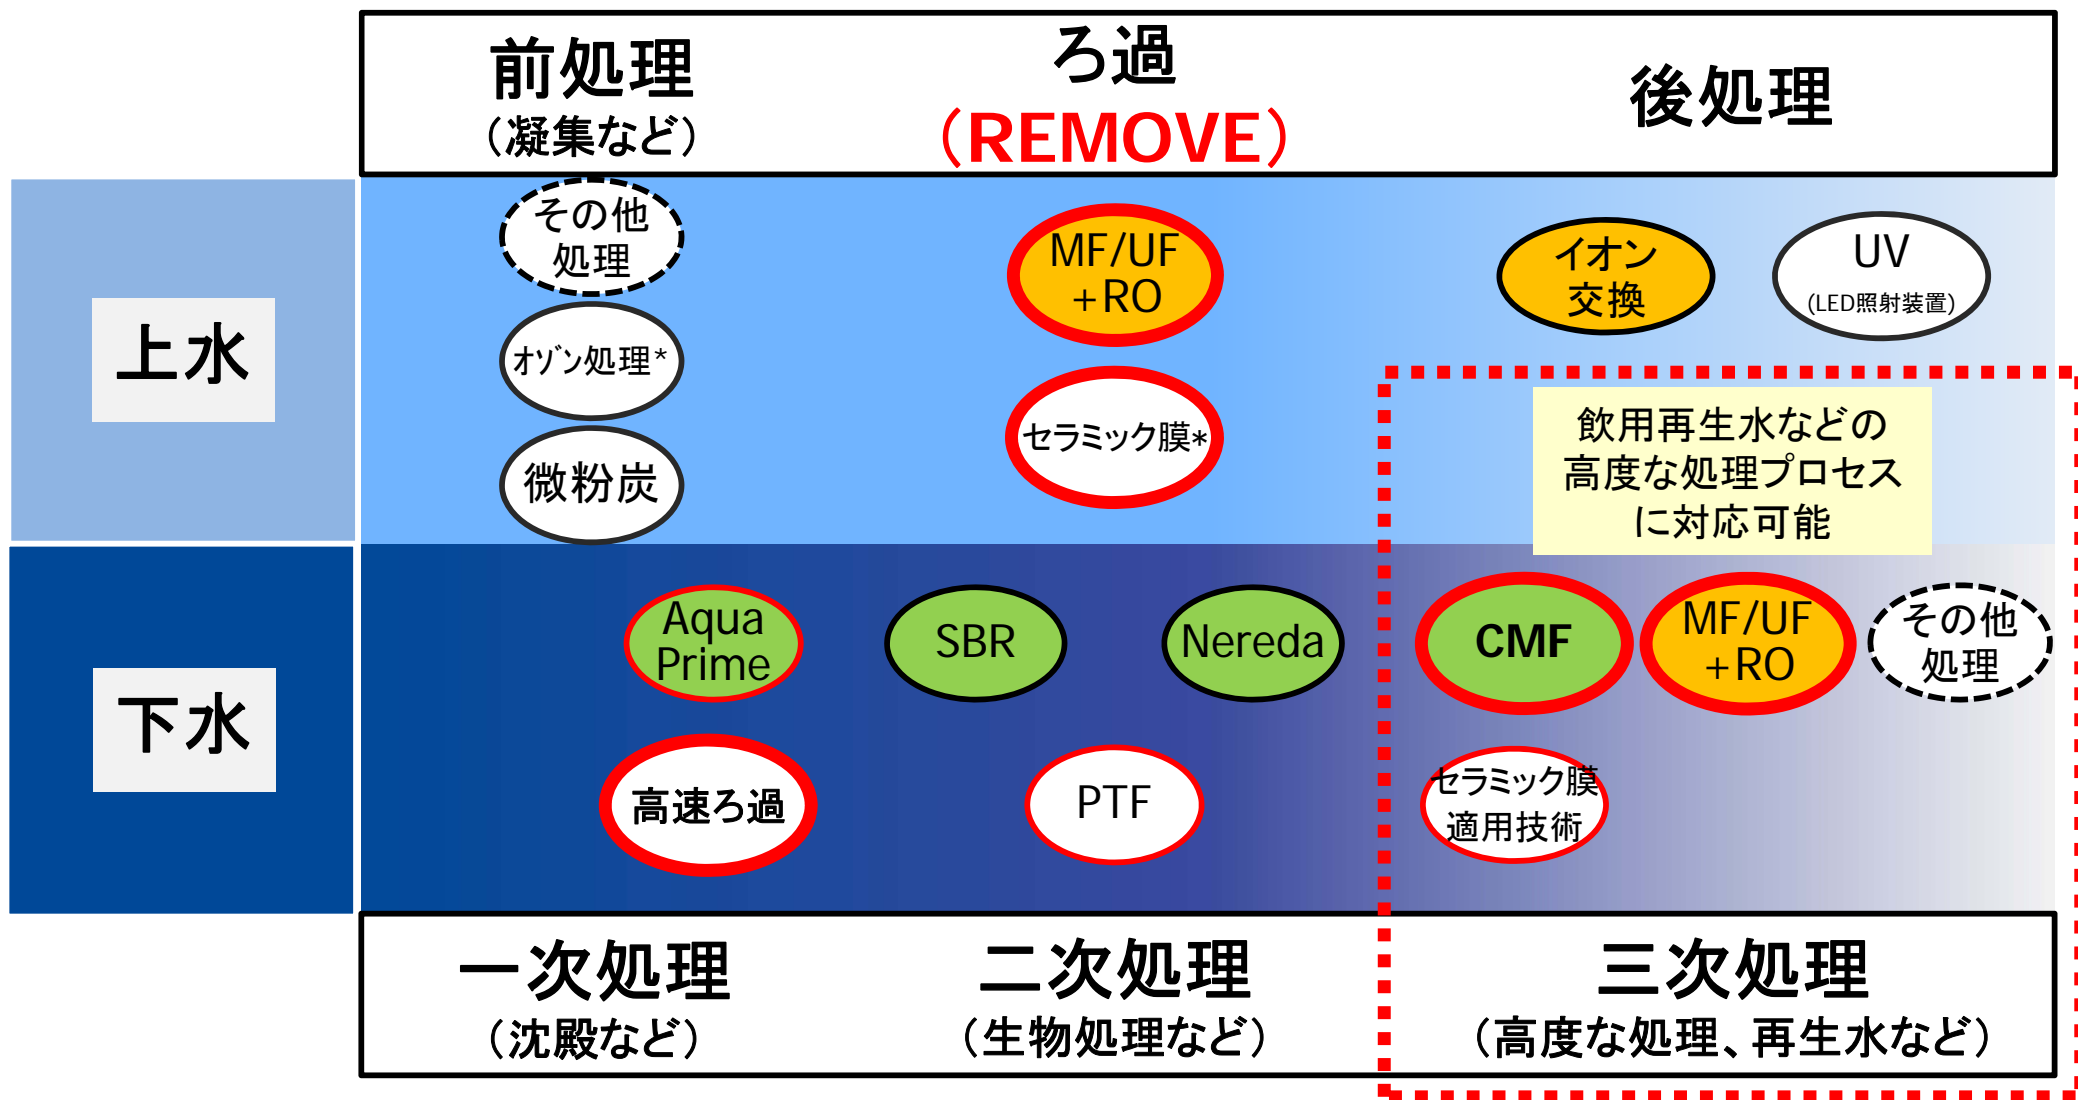 前処理
（凝集など）
ろ過
（REMOVE）
後処理
上水
その他
処理
オゾン処理*
微粉炭
MF/UF
+RO
セラミック膜*
イオン
交換
UV
(LED照射装置)
飲用再生水などの
高度な処理プロセス
に対応可能
下水
Aqua
Prime
SBR
Nereda
CMF
MF/UF
+RO
その他
処理
高速ろ過
PTF
セラミック膜
適用技術
一次処理
（沈殿など）
二次処理
（生物処理など）
三次処理
（高度な処理、再生水など）